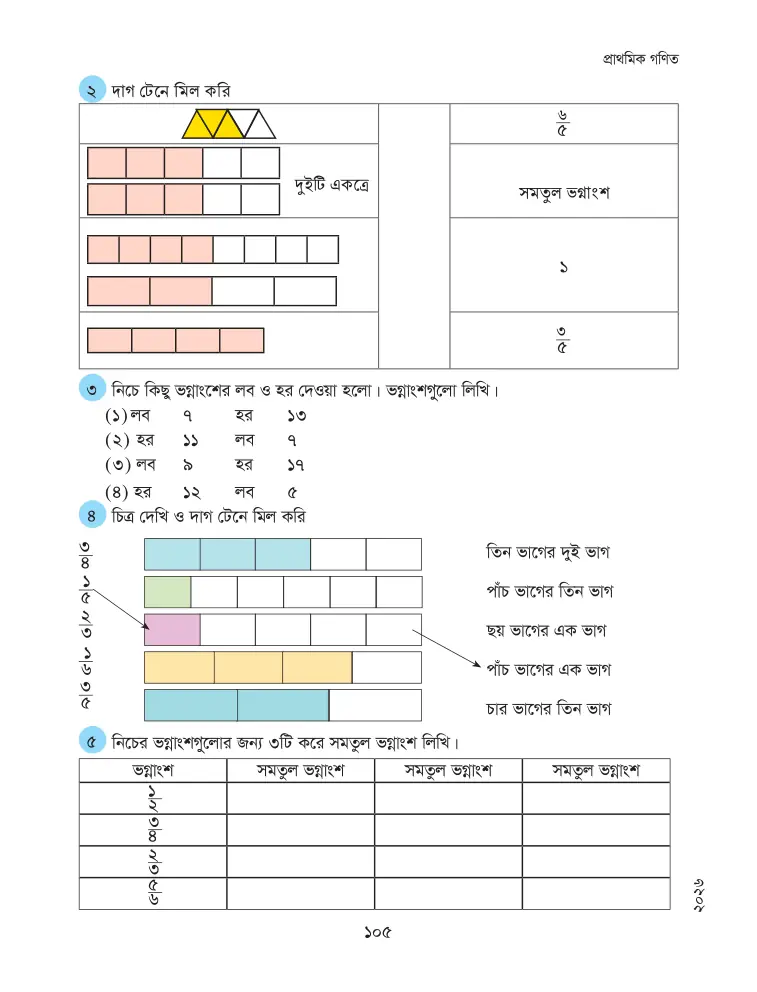 প্রাথমিক গণিত
২ দাগ টেনে মিল করি
৬/৫
দুইটি একত্রে
সমতুল ভগ্নাংশ
১
৩/৫
৩ নিচে কিছু ভগ্নাংশের লব ও হর দেওয়া হলো। ভগ্নাংশগুলো লিখি।
(১) লব ৭ হর ১৩
(২) হর ১১ লব ৭
(৩) লব ৯ হর ১৭
(৪) হর ১২ লব ৫
৪ চিত্র দেখি ও দাগ টেনে মিল করি
৩/৪ তিন ভাগের দুই ভাগ
১/৫ পাঁচ ভাগের তিন ভাগ
২/৩ ছয় ভাগের এক ভাগ
১/৬ পাঁচ ভাগের এক ভাগ
৩/৫ চার ভাগের তিন ভাগ
৫ নিচের ভগ্নাংশগুলোর জন্য ৩টি করে সমতুল ভগ্নাংশ লিখি।
ভগ্নাংশ সমতুল ভগ্নাংশ সমতুল ভগ্নাংশ সমতুল ভগ্নাংশ
১/২
৩/৪
২/৩
৫/৬
২০২৬
১০৫